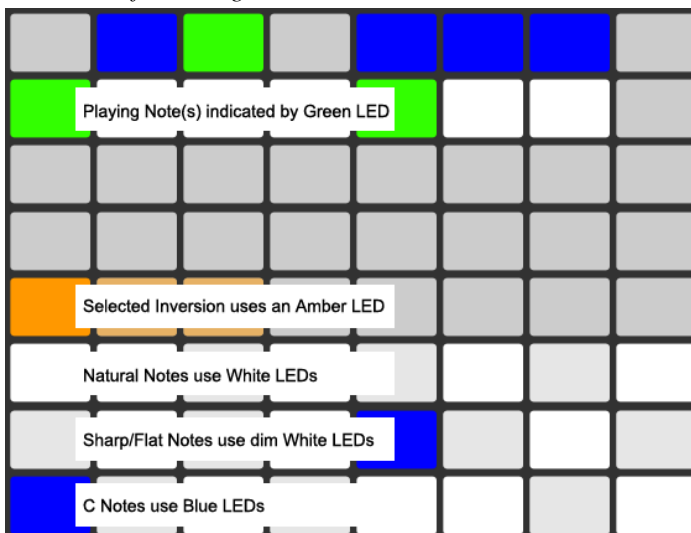 Playing Note(s) indicated by Green LED
Selected Inversion uses an Amber LED
Natural Notes use White LEDs
Sharp/Flat Notes use dim White LEDs
C Notes use Blue LEDs